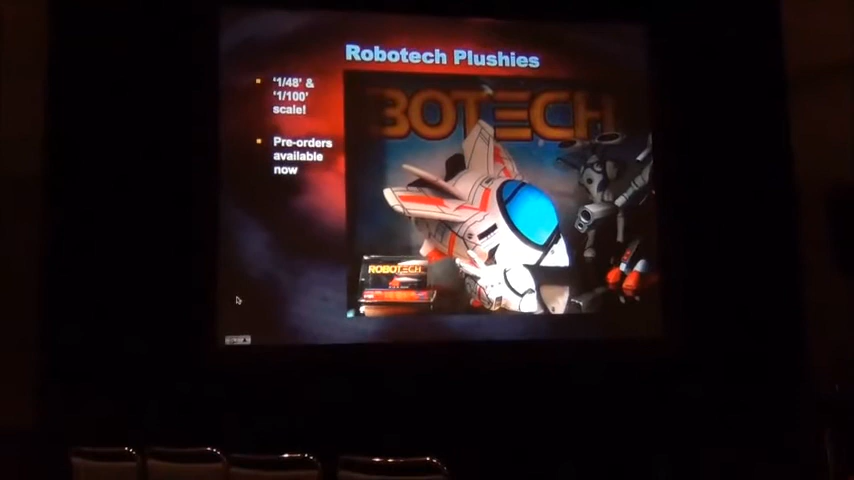 Robotech Plushies
'1/48' &
'1/100'
scale!
Pre-orders
available
now
BOTECH
ROBOTECH